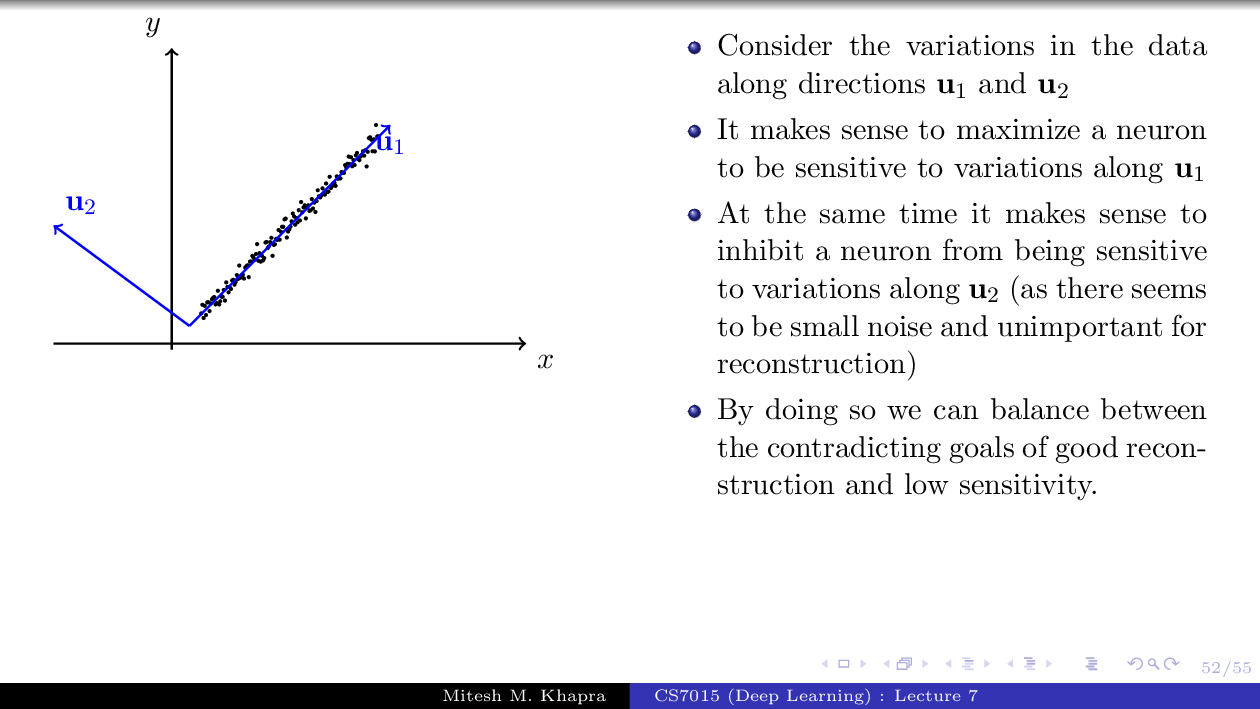 y
u1
u2
x
Consider the variations in the data
along directions u1 and u2
It makes sense to maximize a neuron
to be sensitive to variations along u1
At the same time it makes sense to
inhibit a neuron from being sensitive
to variations along u2 (as there seems
to be small noise and unimportant for
reconstruction)
By doing so we can balance between
the contradicting goals of good recon-
struction and low sensitivity.
52/55
Mitesh M. Khapra
CS7015 (Deep Learning) : Lecture 7